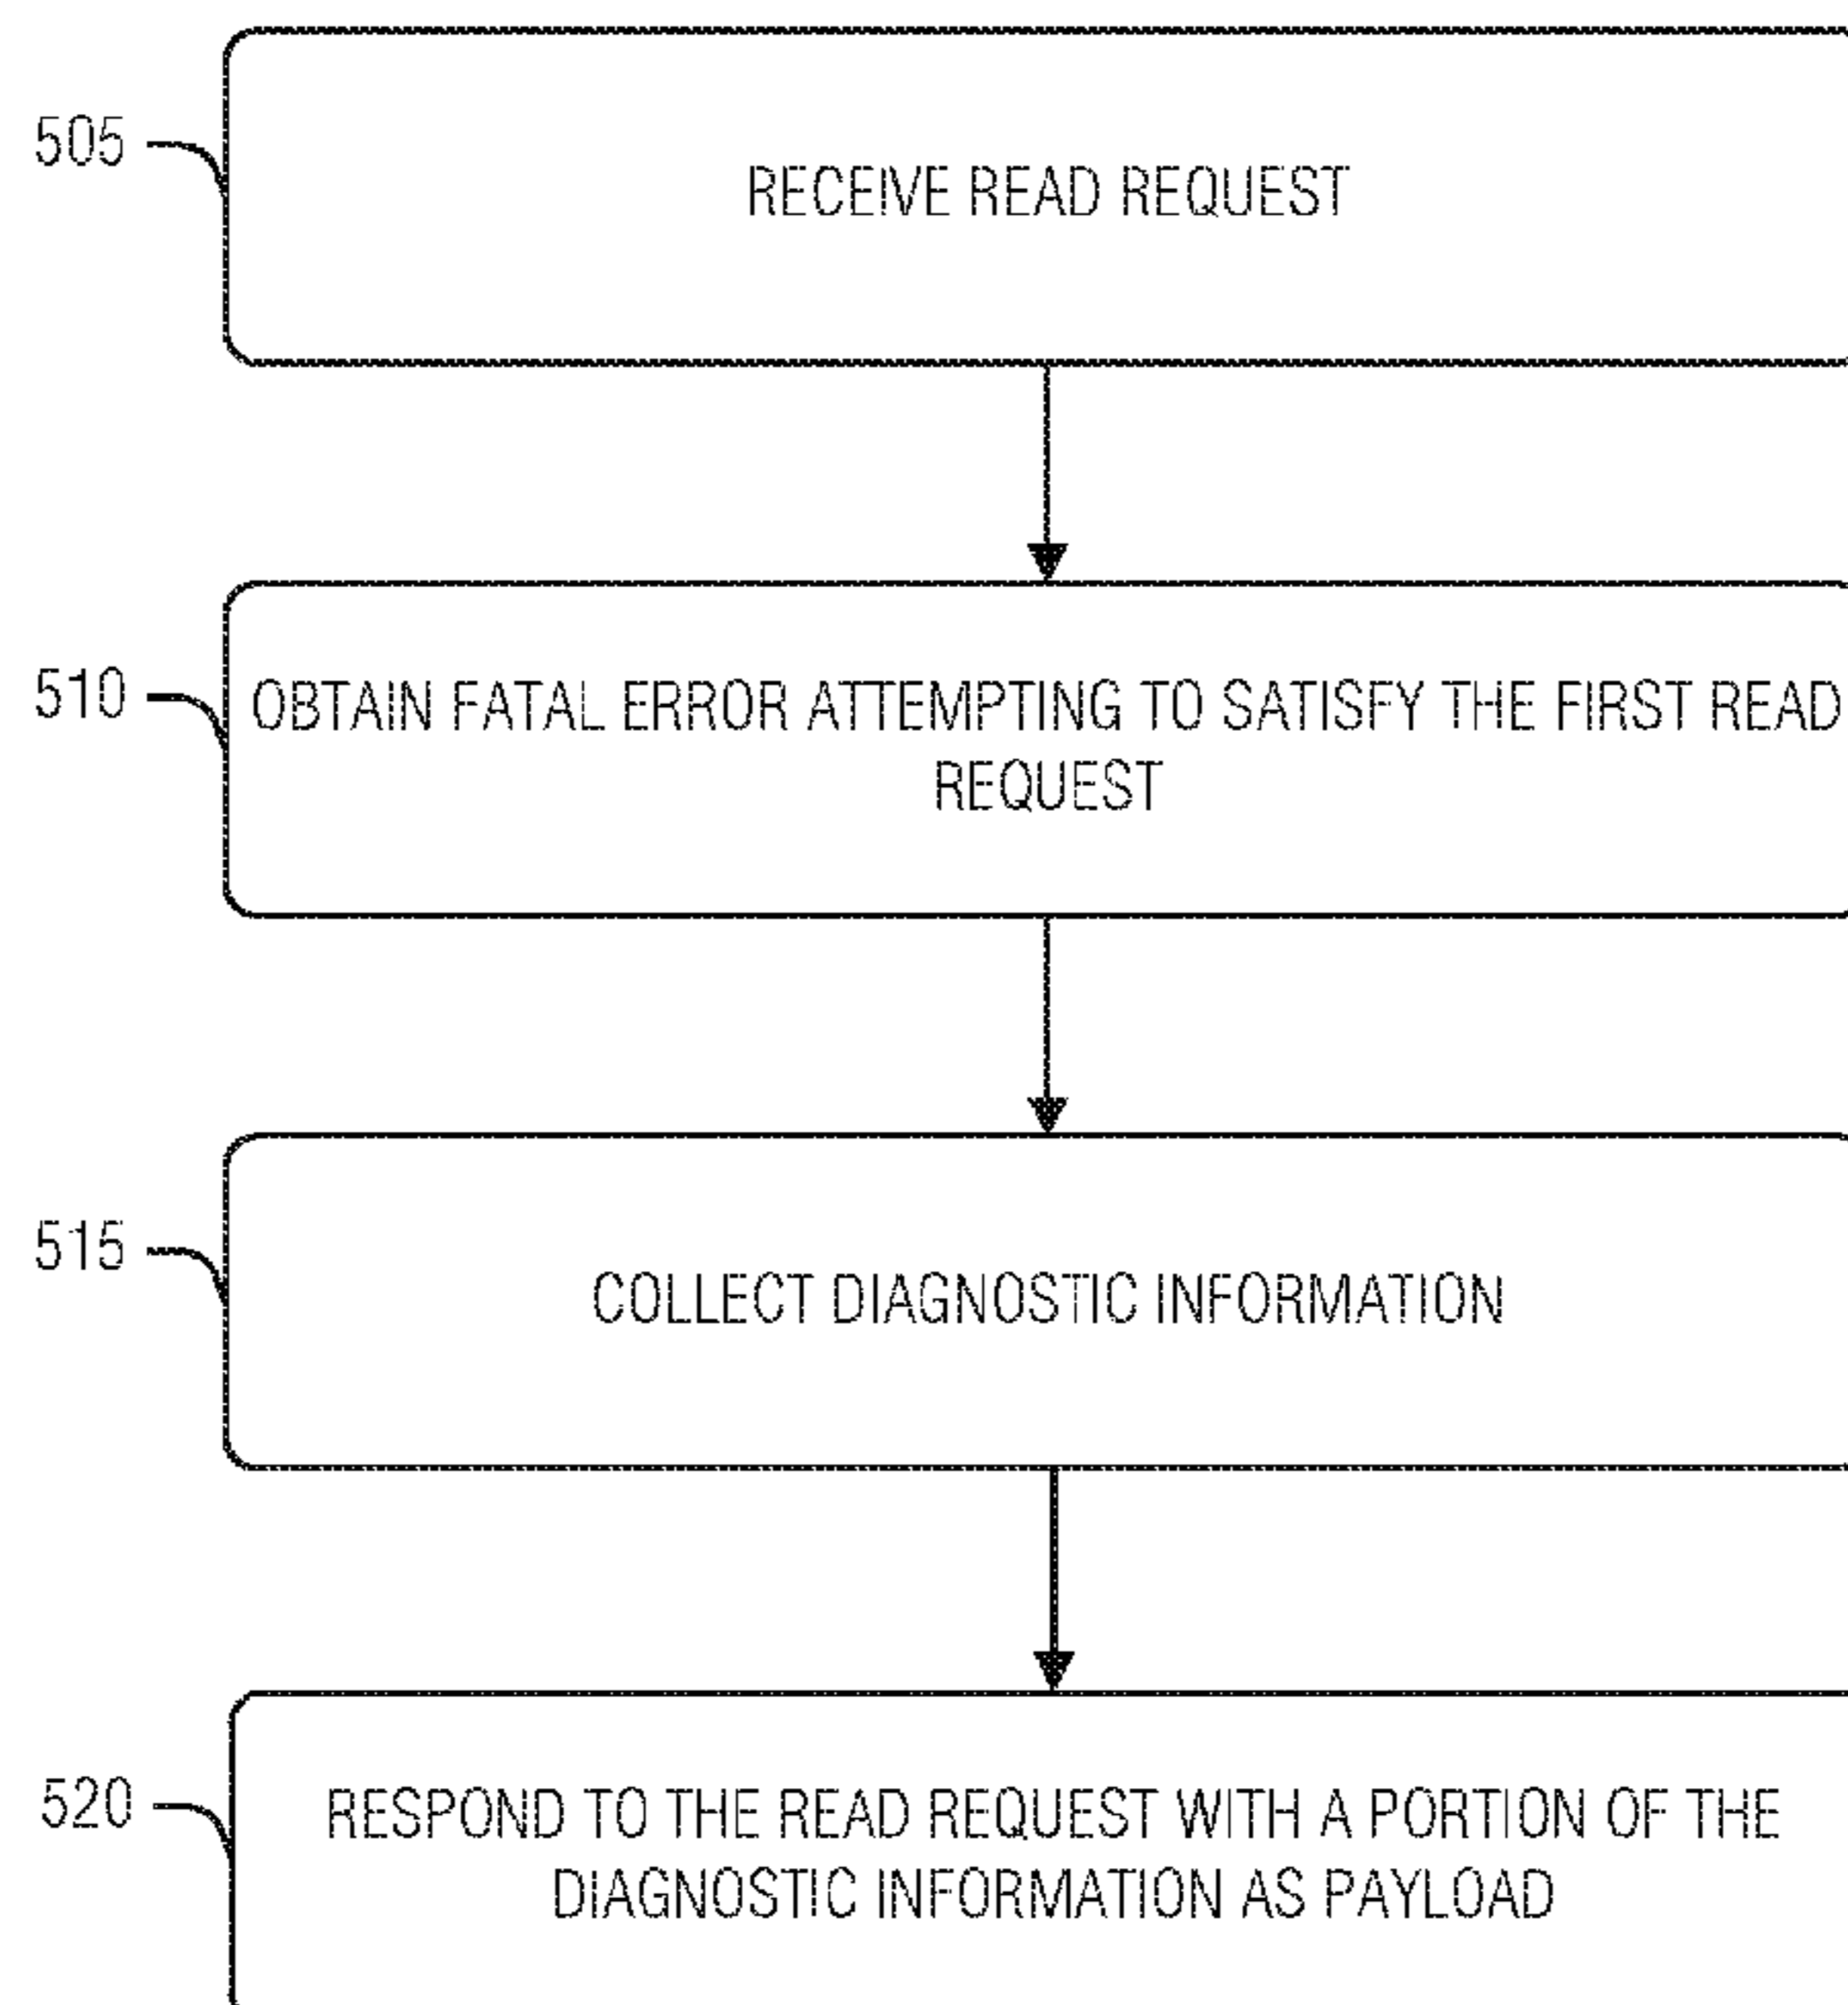 505
RECEIVE READ REQUEST
510
OBTAIN FATAL ERROR ATTEMPTING TO SATISFY THE FIRST READ
REQUEST
515
COLLECT DIAGNOSTIC INFORMATION
520
RESPOND TO THE READ REQUEST WITH A PORTION OF THE
DIAGNOSTIC INFORMATION AS PAYLOAD